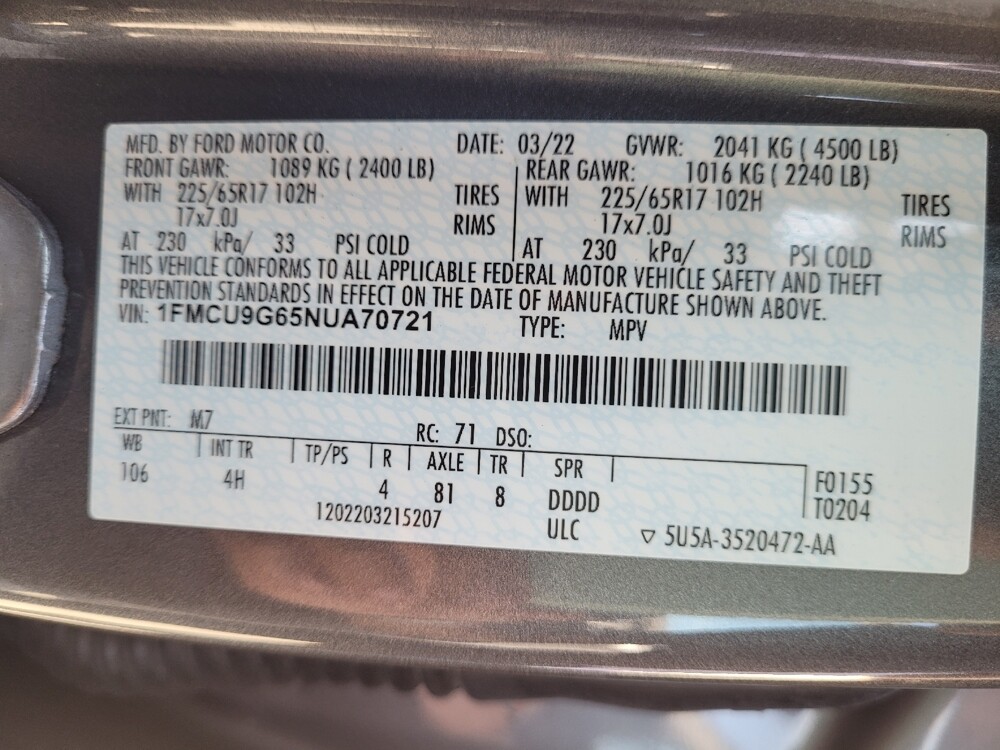 MFD. BY FORD MOTOR CO. DATE: 03/22 GVWR: 2041 KG ( 4500 LB)
FRONT GAWR: 1089 KG ( 2400 LB) REAR GAWR: 1016 KG ( 2240 LB)
WITH 225/65R17 102H TIRES WITH 225/65R17 102H TIRES
17x7.0J RIMS 17x7.0J RIMS
AT 230 kPa/ 33 PSI COLD AT 230 kPa/ 33 PSI COLD
THIS VEHICLE CONFORMS TO ALL APPLICABLE FEDERAL MOTOR VEHICLE SAFETY AND THEFT
PREVENTION STANDARDS IN EFFECT ON THE DATE OF MANUFACTURE SHOWN ABOVE.
VIN: 1FMCU9G65NUA70721 TYPE: MPV
EXT PNT: M7 RC: 71 DSO:
WB INT TR TP/PS R AXLE TR SPR
106 4H 4 81 8 DDDD F0155
T0204
1202203215207 ULC ▽ 5U5A-3520472-AA